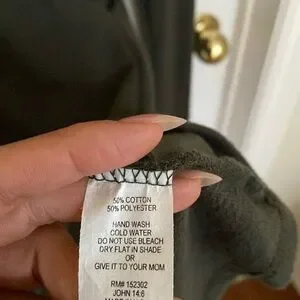 50% COTTON
50% POLYESTER
HAND WASH
COLD WATER
DO NOT USE BLEACH
DRY FLAT IN SHADE
OR
GIVE IT TO YOUR MOM
RM# 152302
JOHN 14:6